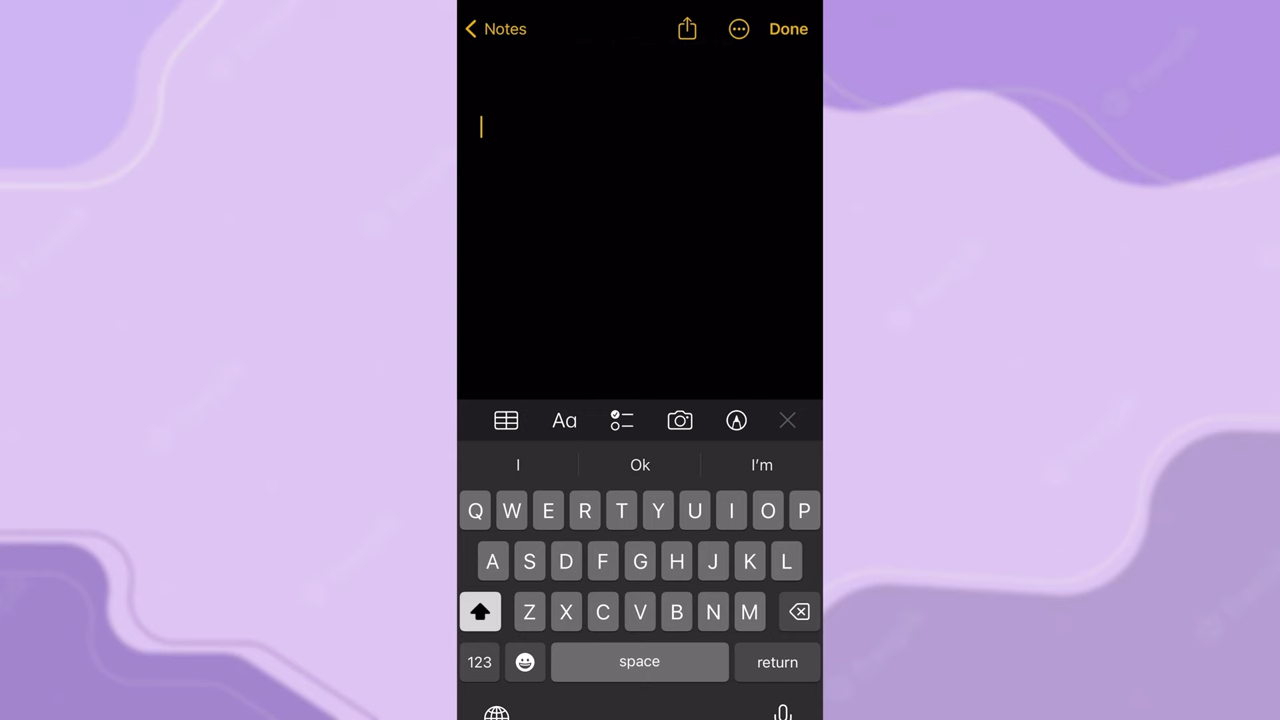 Notes
Done
Aa
I Ok I'm
Q W E R T Y U I O P
A S D F G H J K L
Z X C V B N M
123 space return